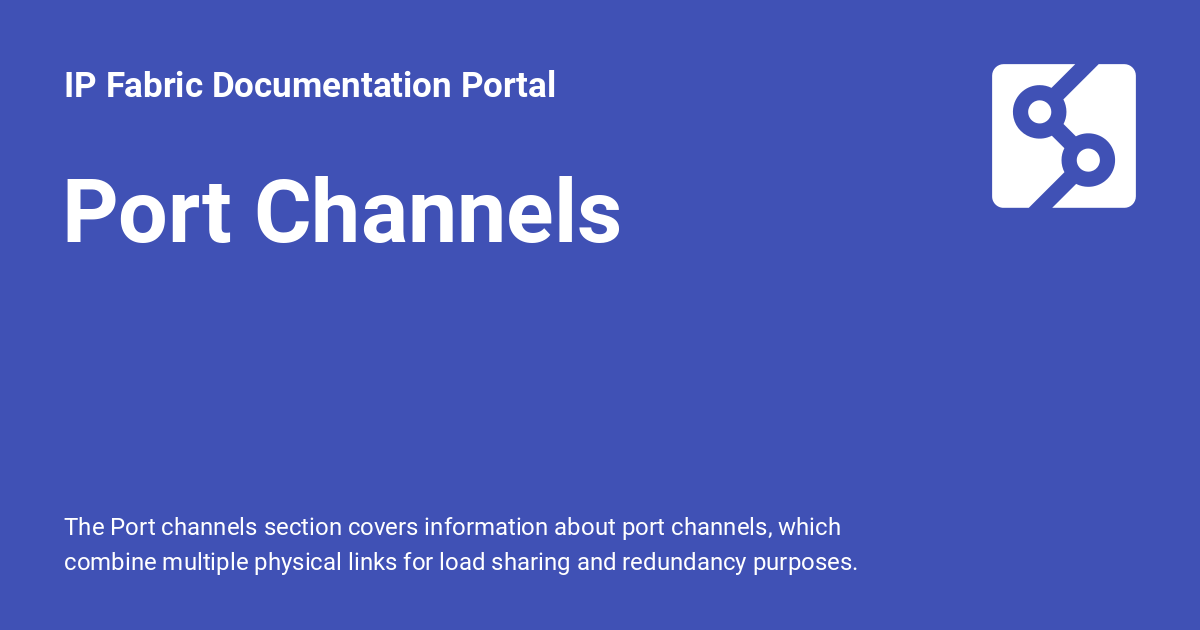 IP Fabric Documentation Portal
Port Channels
The Port channels section covers information about port channels, which
combine multiple physical links for load sharing and redundancy purposes.